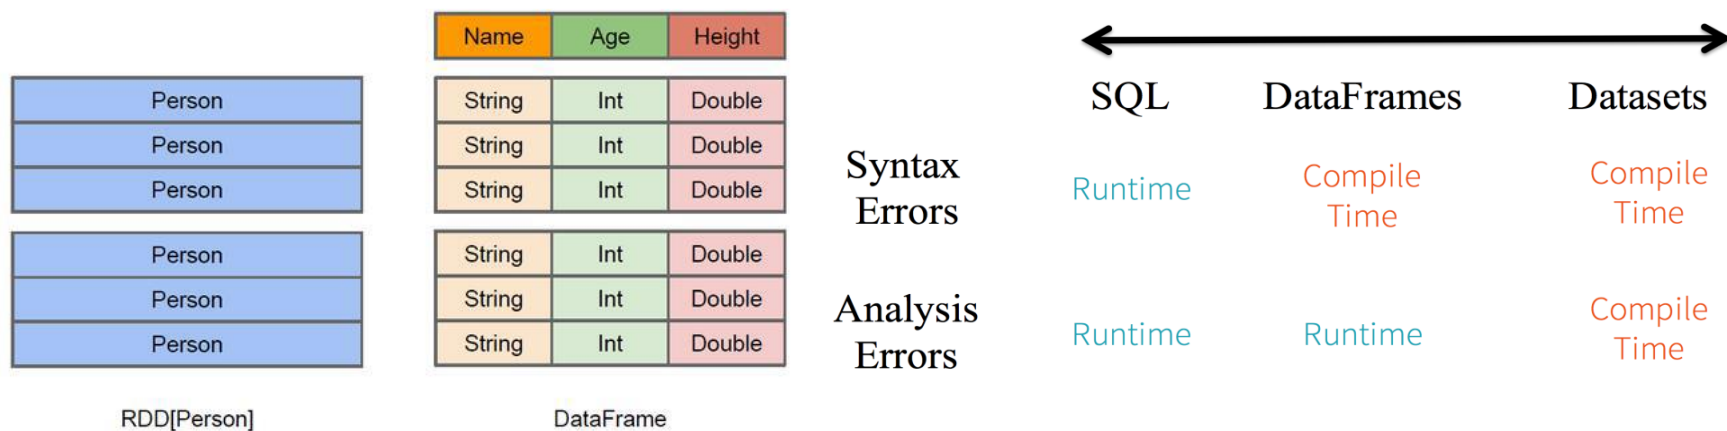 Person
Person
Person
Person
Person
Person
RDD[Person]
Name Age Height
String Int Double
String Int Double
String Int Double
String Int Double
String Int Double
String Int Double
DataFrame
SQL DataFrames Datasets
Syntax
Errors
Runtime
Compile
Time
Compile
Time
Analysis
Errors
Runtime
Runtime
Compile
Time